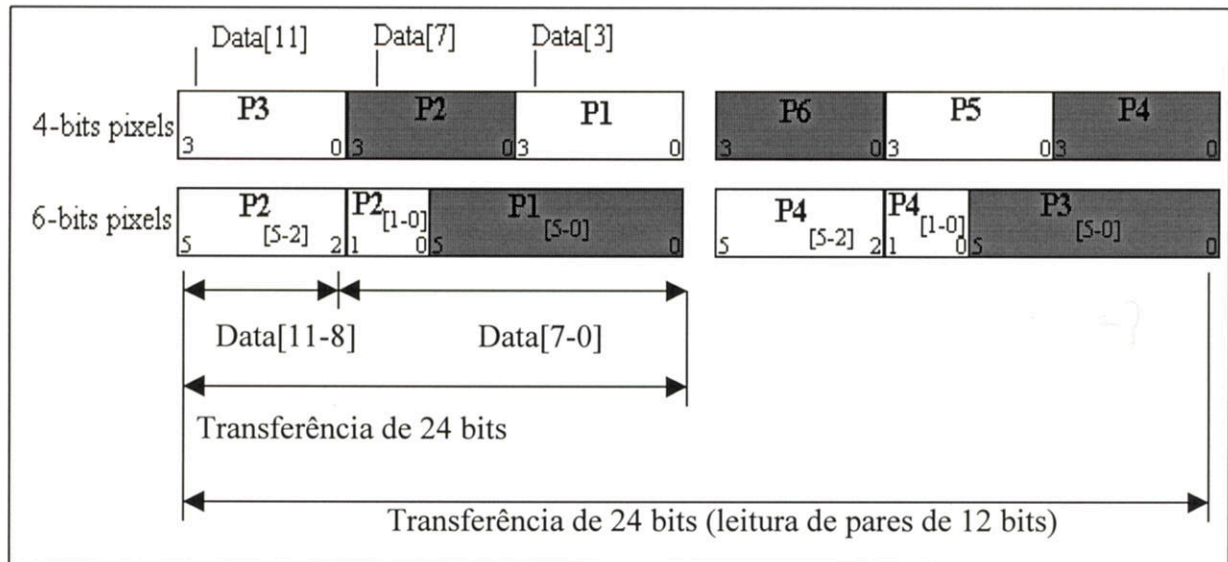 Data[11] Data[7] Data[3]
4-bits pixels P3 P2 P1 P6 P5 P4
3 0 3 0 3 0 3 0 3 0 3 0
6-bits pixels P2 [5-2] P2 [1-0] P1 [5-0] P4 [5-2] P4 [1-0] P3 [5-0]
5 2 1 0 5 0 5 2 1 0 5 0
Data[11-8] Data[7-0]
Transferência de 24 bits
Transferência de 24 bits (leitura de pares de 12 bits)